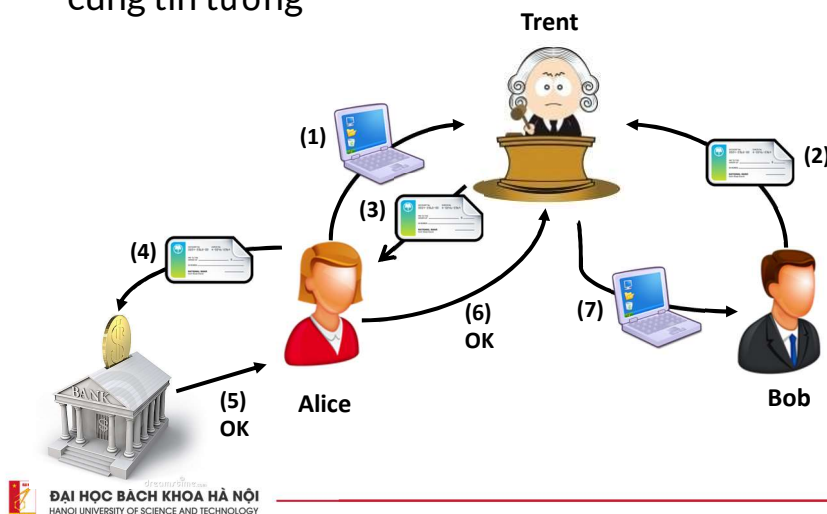 cùng tin tưởng
Trent
(1)
(2)
(3)
(4)
(6)
OK
(7)
BANK
(5)
OK
Alice
Bob
dreamstime
ĐẠI HỌC BÁCH KHOA HÀ NỘI
HANOI UNIVERSITY OF SCIENCE AND TECHNOLOGY